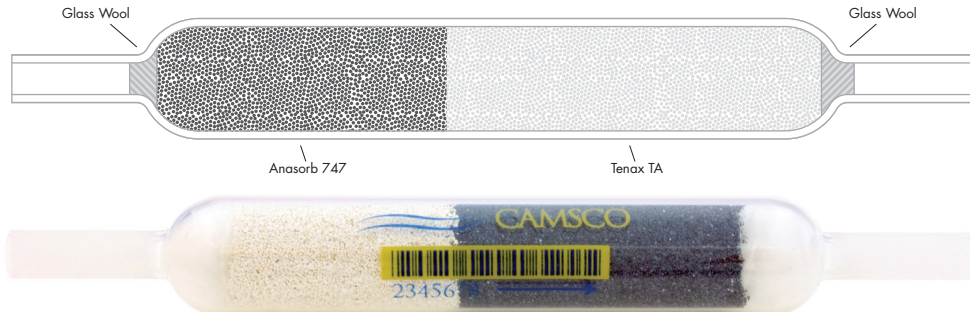 Glass Wool
Glass Wool
Anasorb 747
Tenax TA
CAMSCO
23456